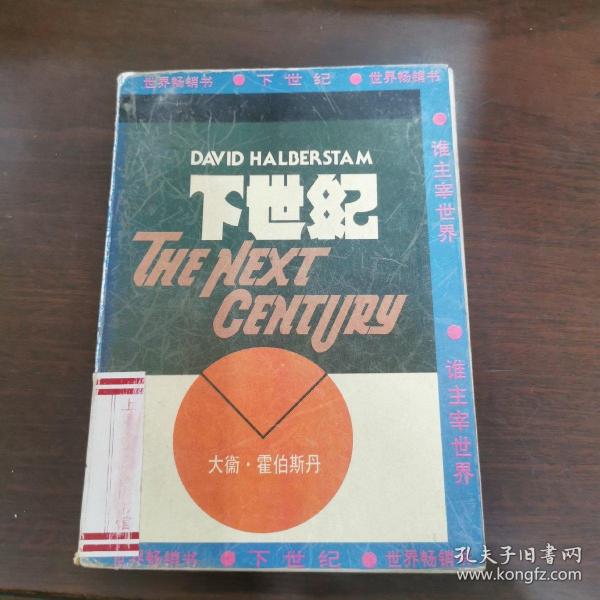 世界畅销书 ● 下世纪 ● 世界畅销书
● 谁主宰世界
● 谁主宰世界
DAVID HALBERSTAM
下世紀
THE NEXT
CENTURY
大衞·霍伯斯丹
上
世界畅销书 ● 下世纪 ● 世界畅销
孔夫子旧书网
www.kongfz.com